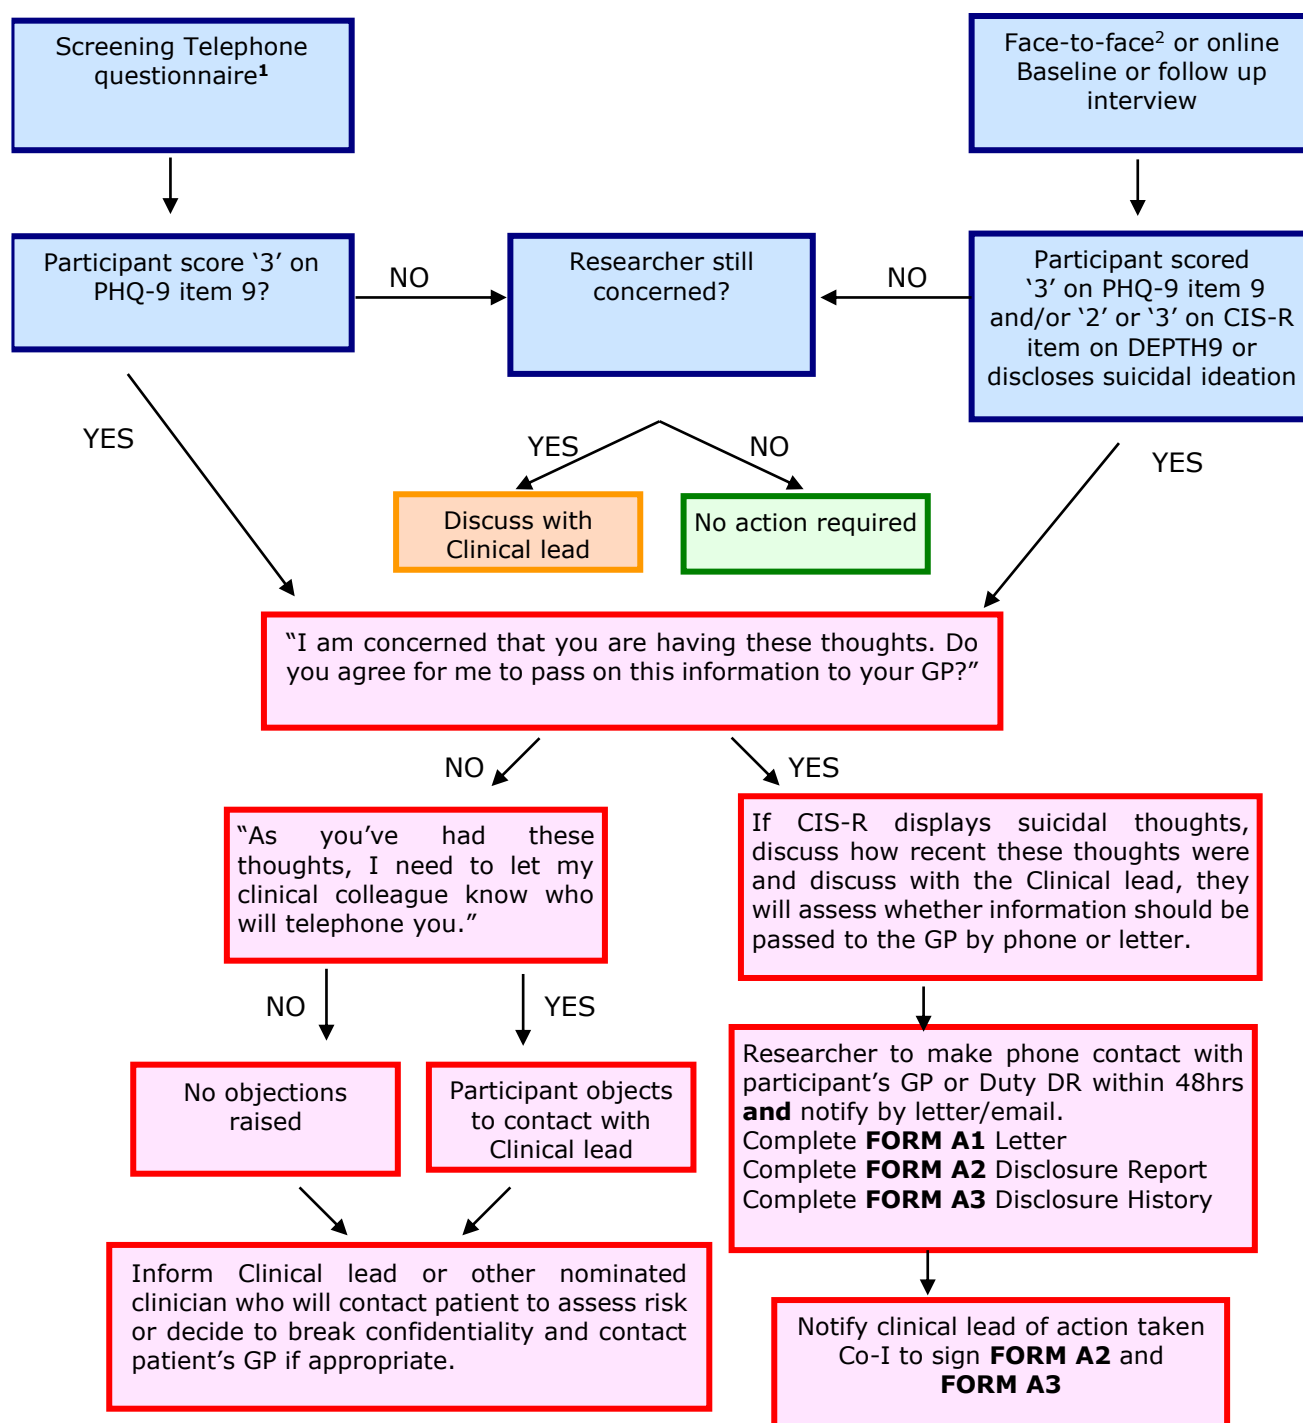 Screening Telephone
questionnaire1
Face-to-face2 or online
Baseline or follow up
interview
Participant score ‘3’ on
PHQ-9 item 9?
NO
Researcher still
concerned?
NO
Participant scored
‘3’ on PHQ-9 item 9
and/or ‘2’ or ‘3’ on CIS-R
item on DEPTH9 or
discloses suicidal ideation
YES
YES
NO
YES
Discuss with
Clinical lead
No action required
“I am concerned that you are having these thoughts. Do
you agree for me to pass on this information to your GP?”
NO
YES
“As you’ve had these
thoughts, I need to let my
clinical colleague know who
will telephone you.”
If CIS-R displays suicidal thoughts,
discuss how recent these thoughts were
and discuss with the Clinical lead, they
will assess whether information should be
passed to the GP by phone or letter.
NO
YES
No objections
raised
Participant objects
to contact with
Clinical lead
Researcher to make phone contact with
participant’s GP or Duty DR within 48hrs
and notify by letter/email.
Complete FORM A1 Letter
Complete FORM A2 Disclosure Report
Complete FORM A3 Disclosure History
Inform Clinical lead or other nominated
clinician who will contact patient to assess risk
or decide to break confidentiality and contact
patient’s GP if appropriate.
Notify clinical lead of action taken
Co-I to sign FORM A2 and
FORM A3